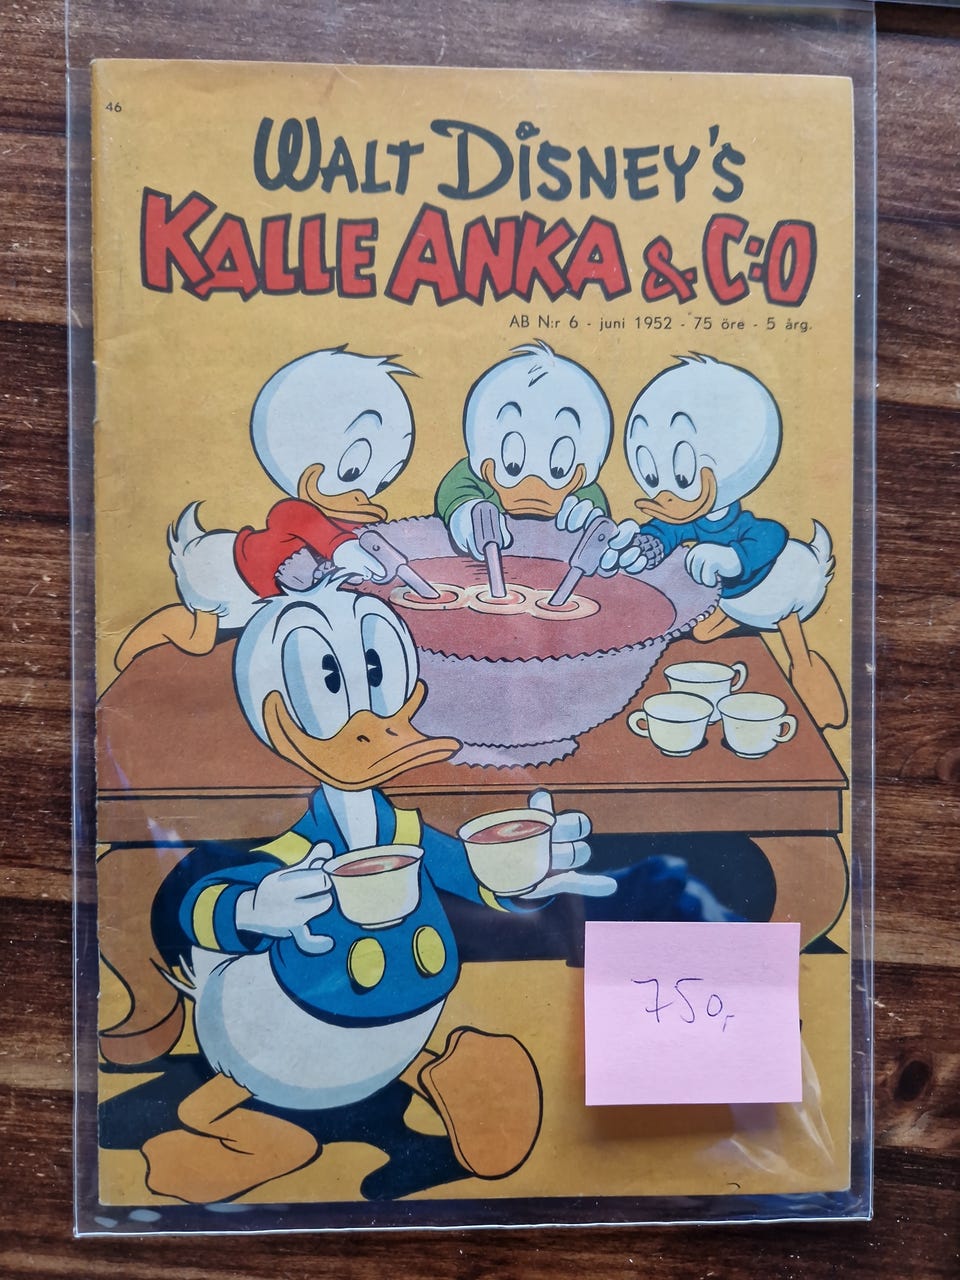 46
WALT DISNEY'S
KALLE ANKA & C:O
AB N:r 6 - juni 1952 - 75 öre - 5 årg.
750,